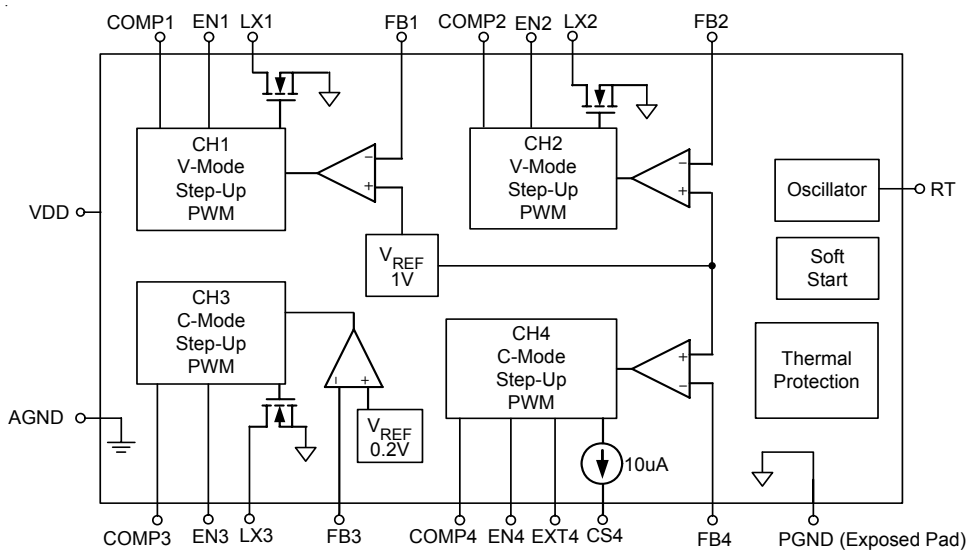 COMP1 EN1 LX1 FB1 COMP2 EN2 LX2 FB2
CH1
V-Mode
Step-Up
PWM
−
+
CH2
V-Mode
Step-Up
PWM
−
+
Oscillator
RT
VDD
VREF
1V
Soft
Start
CH3
C-Mode
Step-Up
PWM
−
+
CH4
C-Mode
Step-Up
PWM
+
−
Thermal
Protection
AGND
VREF
0.2V
10uA
COMP3 EN3 LX3 FB3 COMP4 EN4 EXT4 CS4 FB4 PGND (Exposed Pad)